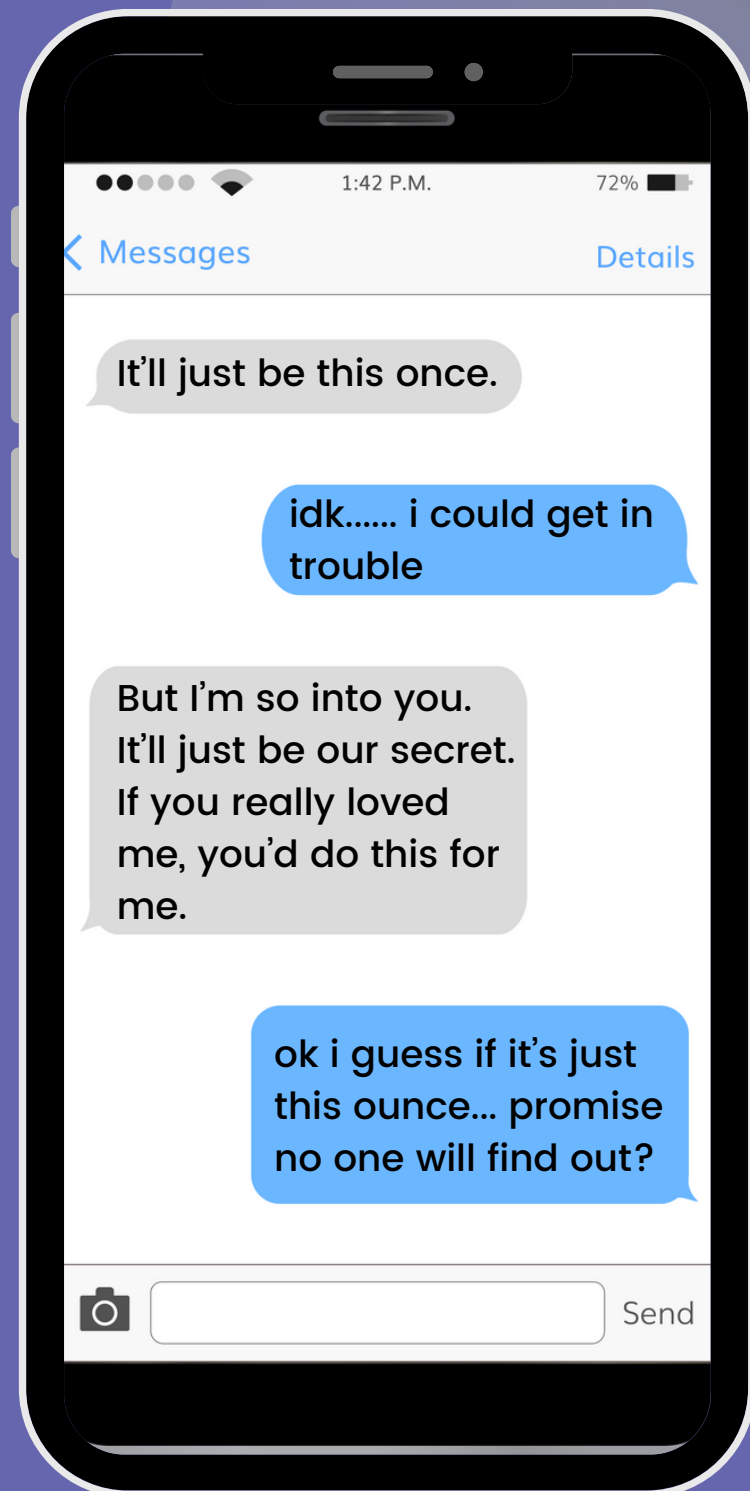 1:42 P.M.
72%
Messages
Details
It’ll just be this once.
idk...... i could get in
trouble
But I’m so into you.
It’ll just be our secret.
If you really loved
me, you’d do this for
me.
ok i guess if it’s just
this ounce... promise
no one will find out?
Send